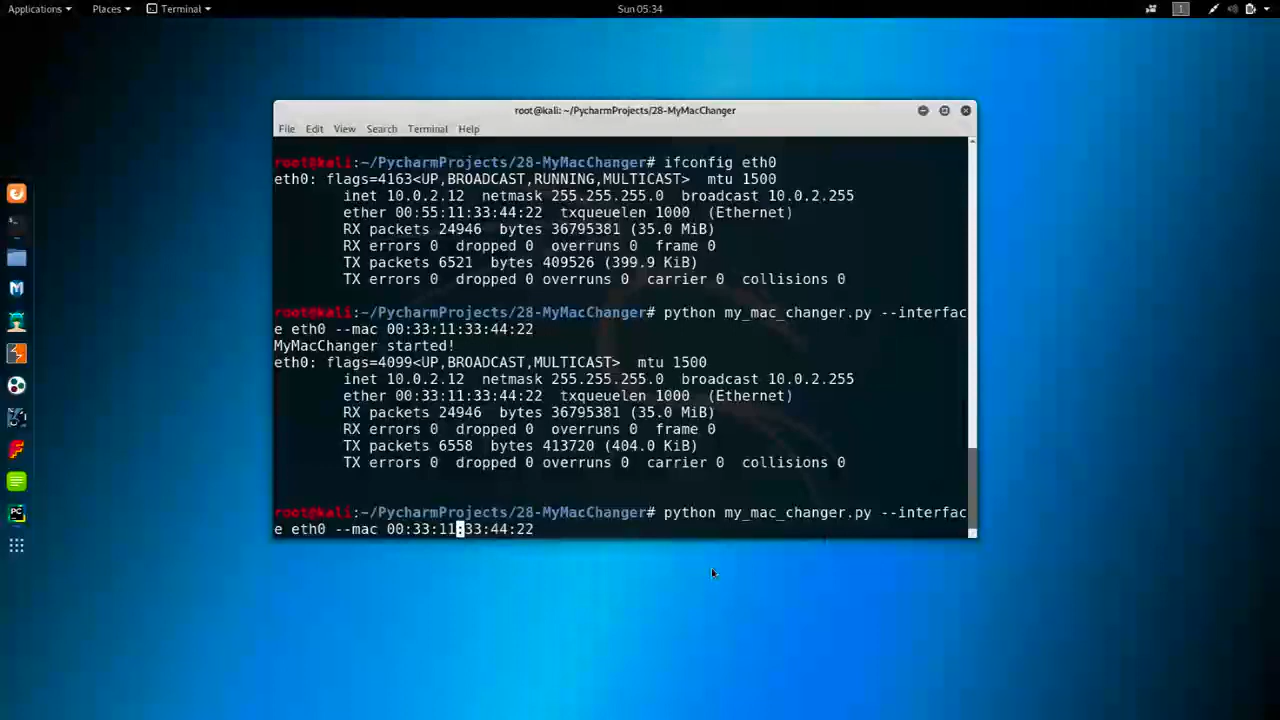 Applications Places Terminal Sun 05:34 1
root@kali: ~/PycharmProjects/28-MyMacChanger
File Edit View Search Terminal Help
root@kali:~/PycharmProjects/28-MyMacChanger# ifconfig eth0
eth0: flags=4163<UP,BROADCAST,RUNNING,MULTICAST>  mtu 1500
        inet 10.0.2.12  netmask 255.255.255.0  broadcast 10.0.2.255
        ether 00:55:11:33:44:22  txqueuelen 1000  (Ethernet)
        RX packets 24946  bytes 36795381 (35.0 MiB)
        RX errors 0  dropped 0  overruns 0  frame 0
        TX packets 6521  bytes 409526 (399.9 KiB)
        TX errors 0  dropped 0 overruns 0  carrier 0  collisions 0
root@kali:~/PycharmProjects/28-MyMacChanger# python my_mac_changer.py --interfac
e eth0 --mac 00:33:11:33:44:22
MyMacChanger started!
eth0: flags=4099<UP,BROADCAST,MULTICAST>  mtu 1500
        inet 10.0.2.12  netmask 255.255.255.0  broadcast 10.0.2.255
        ether 00:33:11:33:44:22  txqueuelen 1000  (Ethernet)
        RX packets 24946  bytes 36795381 (35.0 MiB)
        RX errors 0  dropped 0  overruns 0  frame 0
        TX packets 6558  bytes 413720 (404.0 KiB)
        TX errors 0  dropped 0 overruns 0  carrier 0  collisions 0
root@kali:~/PycharmProjects/28-MyMacChanger# python my_mac_changer.py --interfac
e eth0 --mac 00:33:11:33:44:22
PC